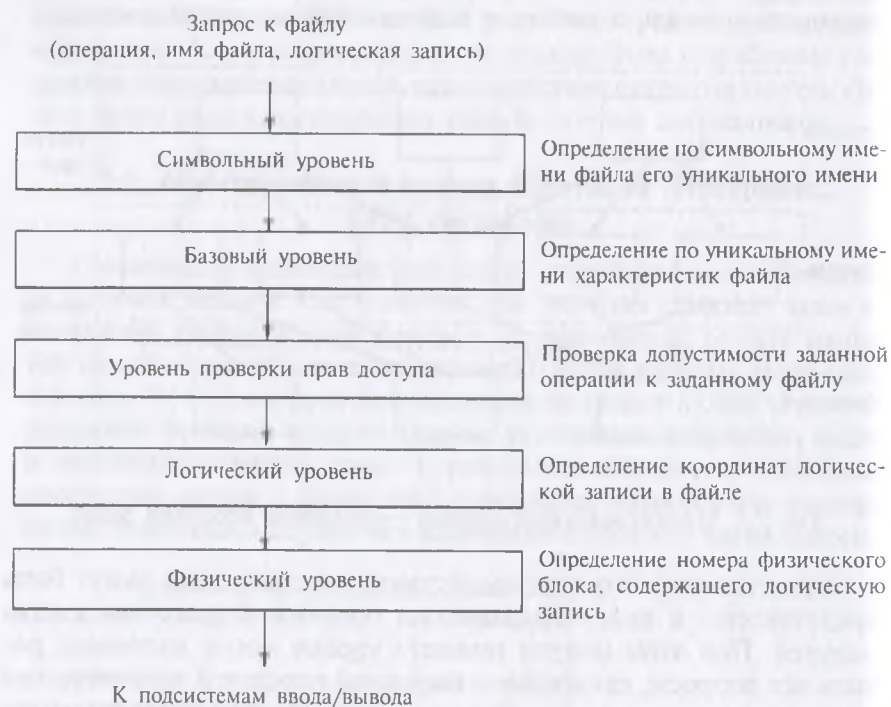 Запрос к файлу
(операция, имя файла, логическая запись)
Символьный уровень
Определение по символьному име-
ни файла его уникального имени
Базовый уровень
Определение по уникальному име-
ни характеристик файла
Уровень проверки прав доступа
Проверка допустимости заданной
операции к заданному файлу
Логический уровень
Определение координат логичес-
кой записи в файле
Физический уровень
Определение номера физического
блока, содержащего логическую
запись
К подсистемам ввода/вывода